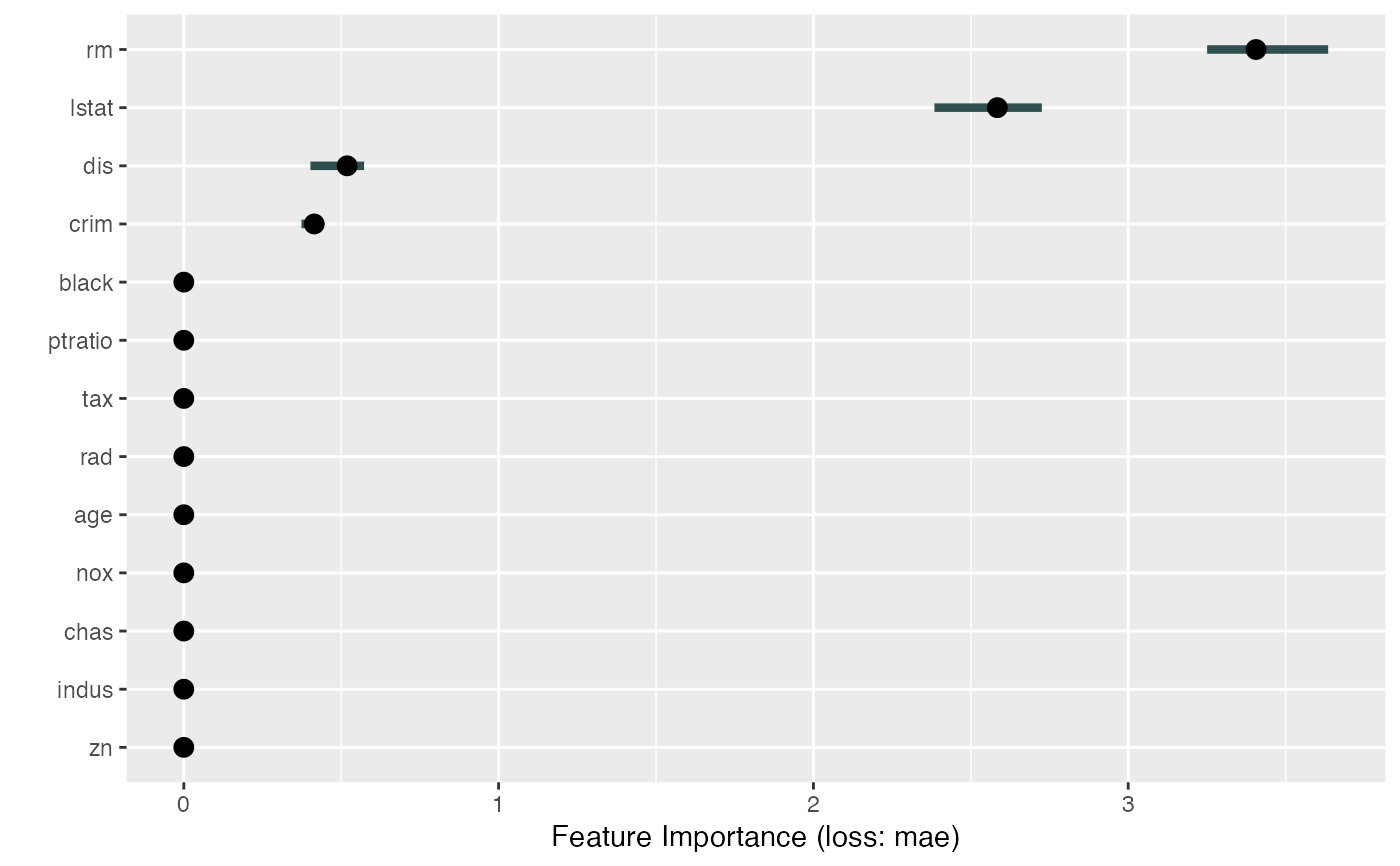 rm
lstat
dis
crim
black
ptratio
tax
rad
age
nox
chas
indus
zn
0 1 2 3
Feature Importance (loss: mae)